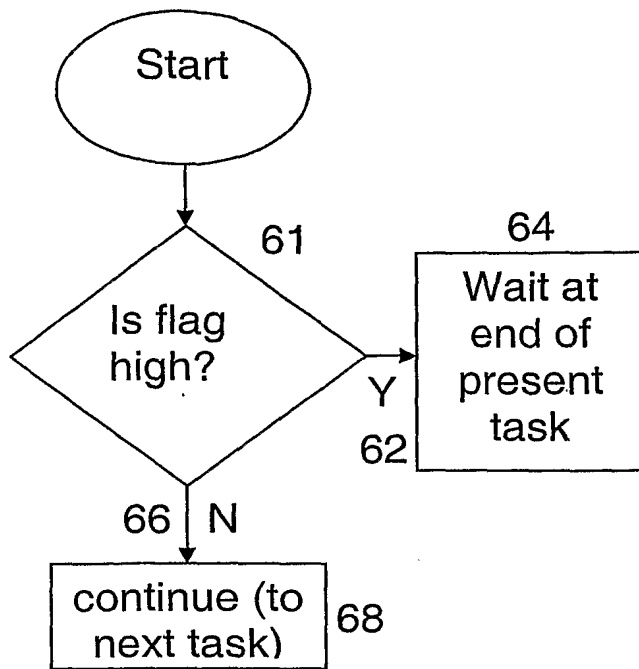 Start
61
Is flag
high?
Y
62
64
Wait at
end of
present
task
66 N
continue (to
next task)
68